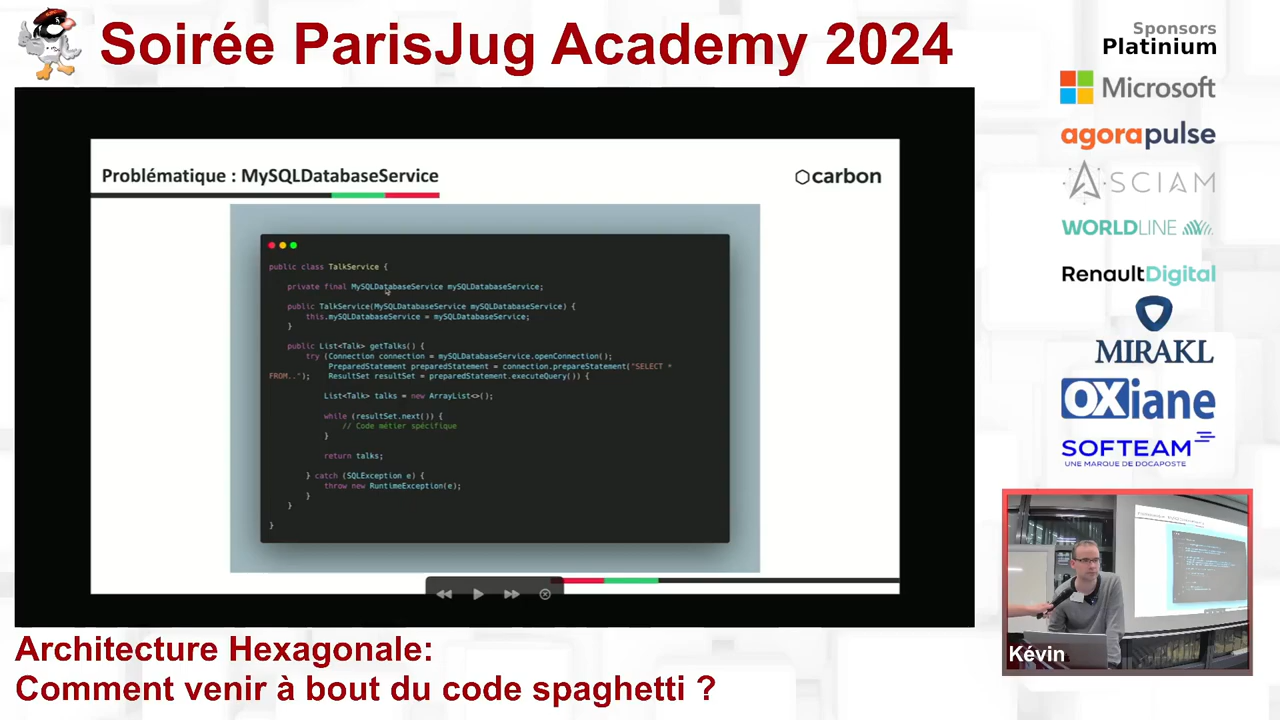 Soirée ParisJug Academy 2024
Sponsors
Platinium
Microsoft
agorapulse
ASCIAM
WORLDLINE
RenaultDigital
MIRAKL
OXiane
SOFTEAM
UNE MARQUE DE DOCAPOSTE
Problématique : MySQLDatabaseService
carbon
public class TalkService {
private final MySQLDatabaseService mySQLDatabaseService;
public TalkService(MySQLDatabaseService mySQLDatabaseService) {
this.mySQLDatabaseService = mySQLDatabaseService;
}
public List<Talk> getTalks() {
try (Connection connection = mySQLDatabaseService.openConnection();
PreparedStatement preparedStatement = connection.prepareStatement("SELECT *
FROM.."); ResultSet resultSet = preparedStatement.executeQuery()) {
List<Talk> talks = new ArrayList<>();
while (resultSet.next()) {
// Code métier spécifique
}
return talks;
} catch (SQLException e) {
throw new RuntimeException(e);
}
}
}
Kévin
Architecture Hexagonale:
Comment venir à bout du code spaghetti ?